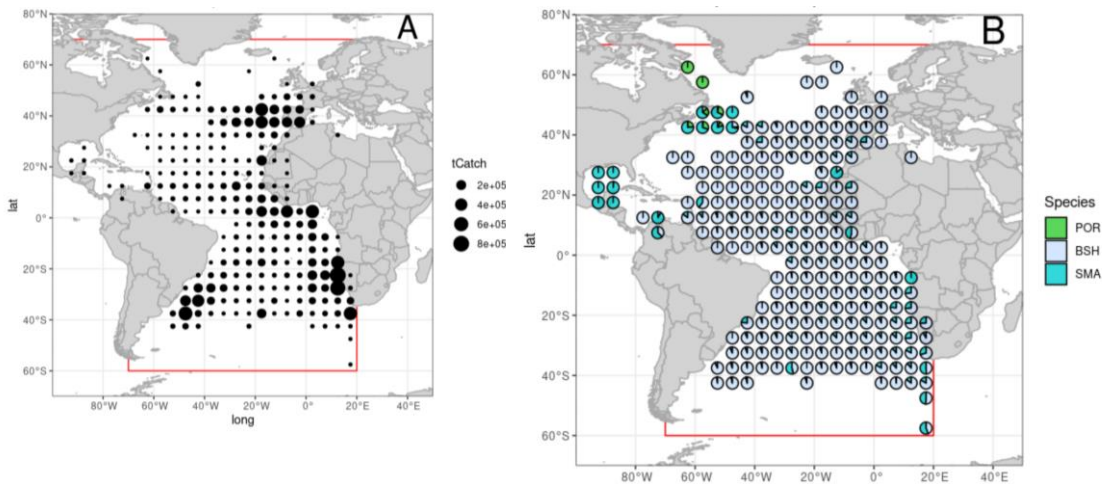 A
80°N
60°N
40°N
20°N
0°
20°S
40°S
60°S
lat
80°W
60°W
40°W
20°W
0°
20°E
40°E
long
tCatch
2e+05
4e+05
6e+05
8e+05
B
80°N
60°N
40°N
20°N
0°
20°S
40°S
60°S
lat
80°W
60°W
40°W
20°W
0°
20°E
40°E
Species
POR
BSH
SMA